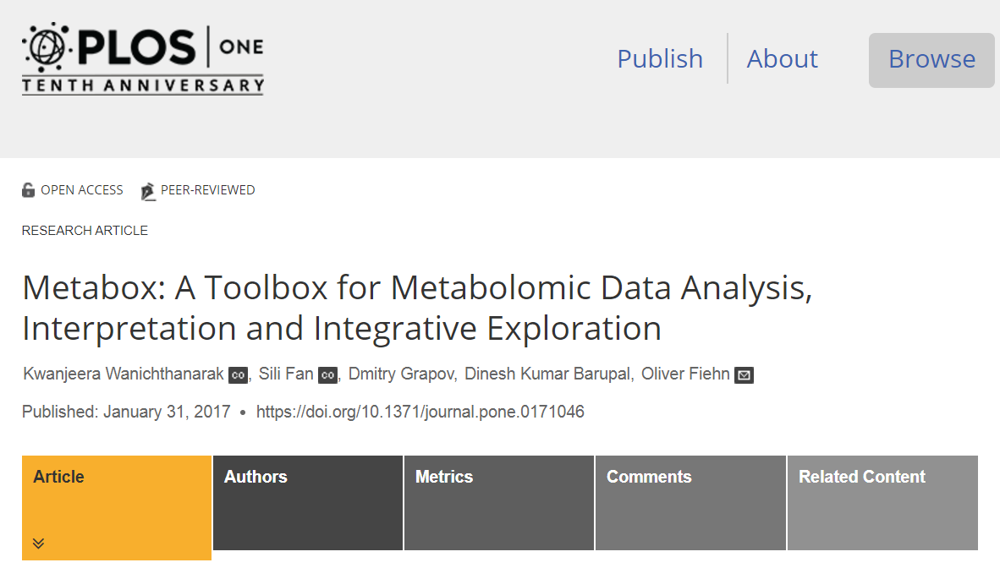 PLOS ONE
TENTH ANNIVERSARY
Publish About Browse
OPEN ACCESS PEER-REVIEWED
RESEARCH ARTICLE
Metabox: A Toolbox for Metabolomic Data Analysis,
Interpretation and Integrative Exploration
Kwanjeera Wanichthanarak co, Sili Fan co, Dmitry Grapov, Dinesh Kumar Barupal, Oliver Fiehn
Published: January 31, 2017 • https://doi.org/10.1371/journal.pone.0171046
Article Authors Metrics Comments Related Content